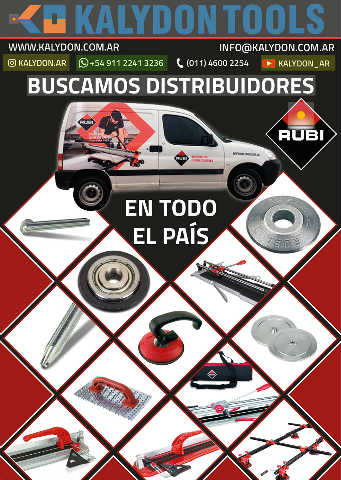 KALYDON TOOLS
WWW.KALYDON.COM.AR INFO@KALYDON.COM.AR
KALYDON.AR +54 911 2241 3236 (011) 4600 2254 KALYDON_AR
BUSCAMOS DISTRIBUIDORES
RUBI
RUBI
EN TODO
EL PAÍS